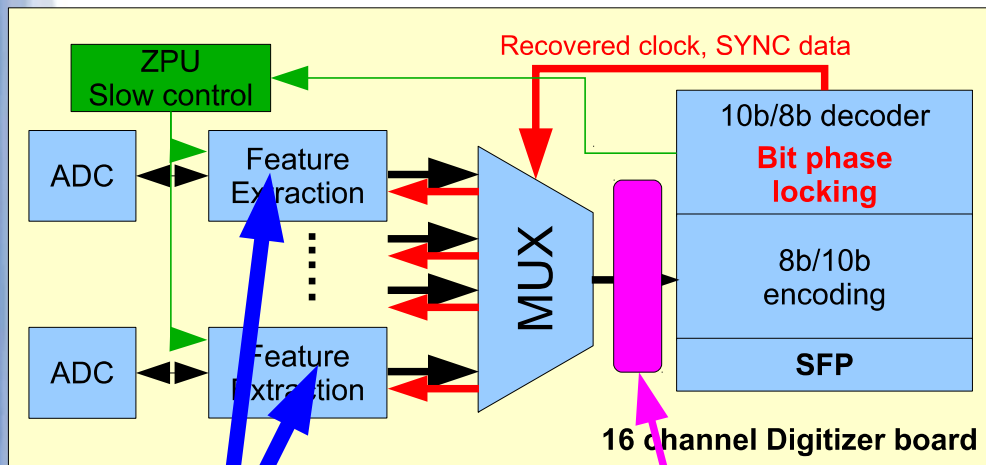 Recovered clock, SYNC data
ZPU
Slow control
10b/8b decoder
Bit phase
locking
ADC
Feature
Extraction
MUX
8b/10b
encoding
ADC
Feature
Extraction
SFP
16 channel Digitizer board